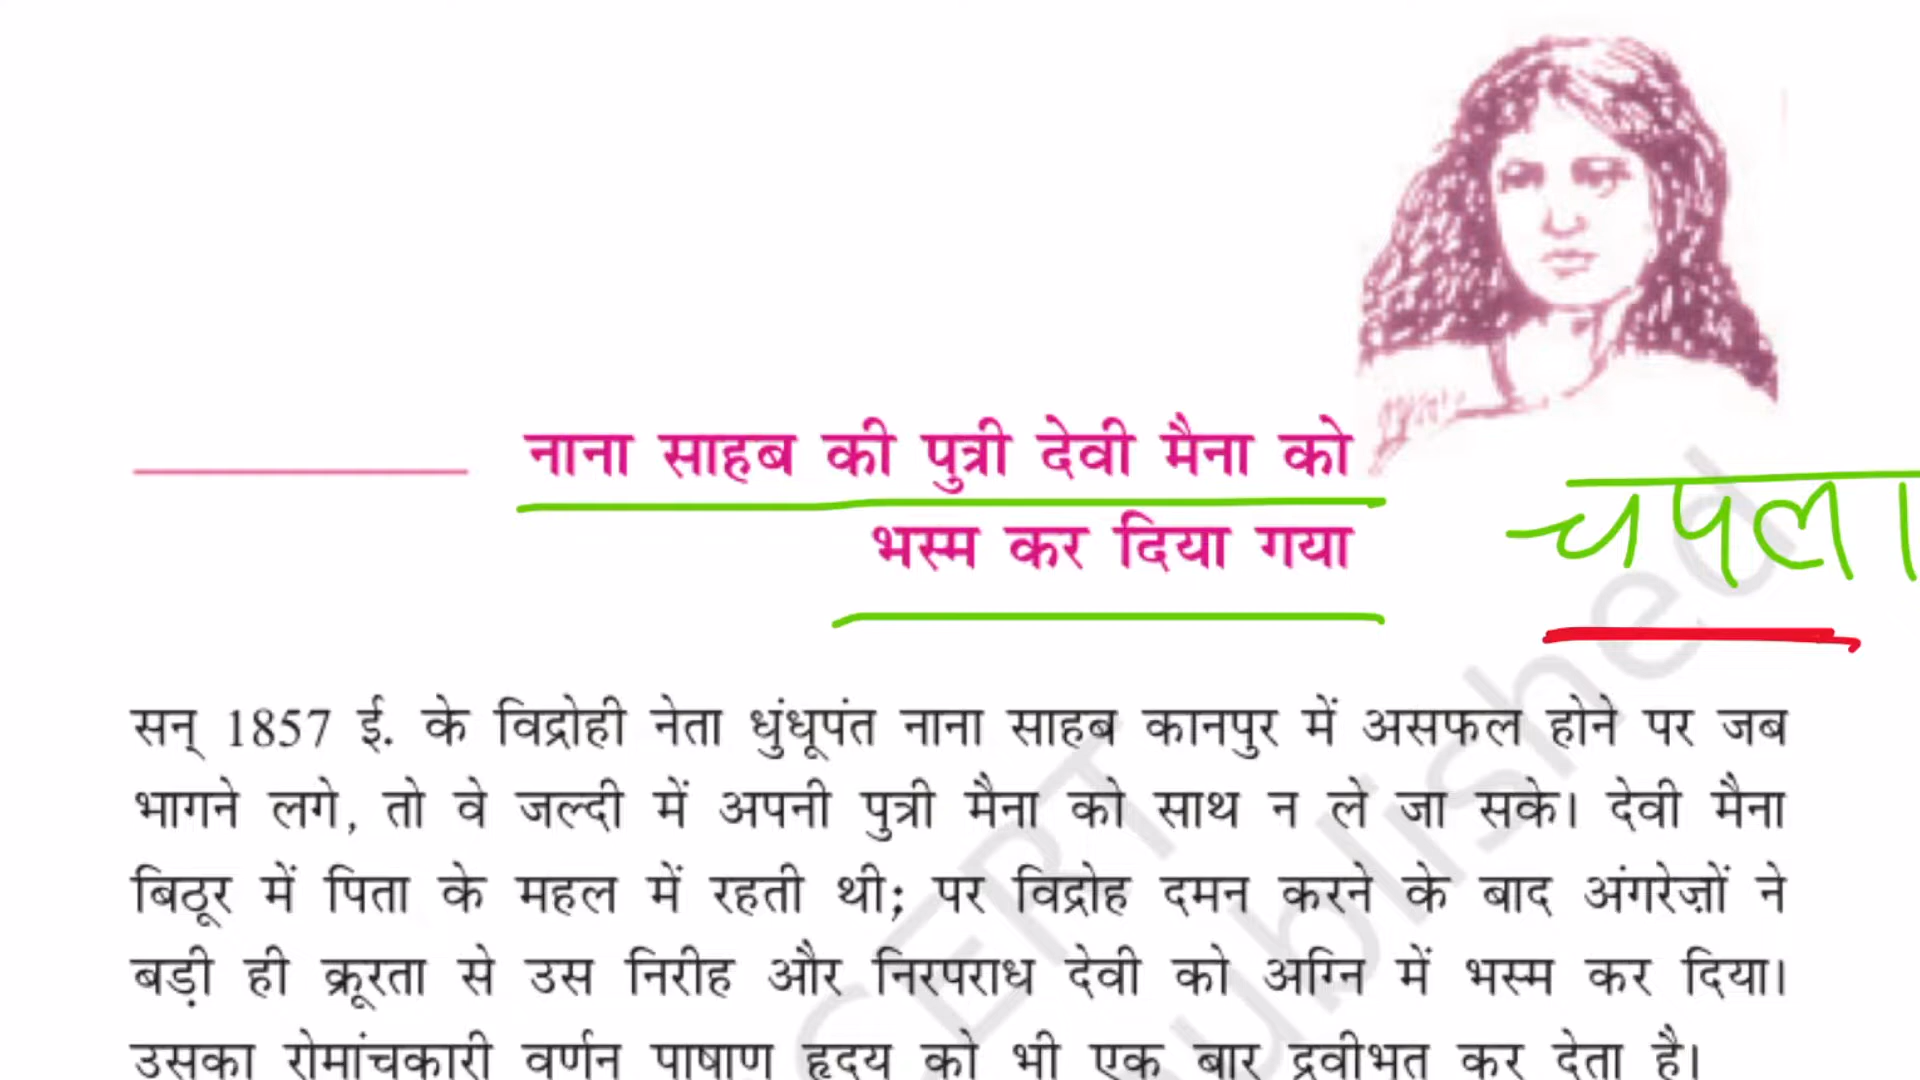 नाना साहब की पुत्री देवी मैना को
भस्म कर दिया गया
चपला
सन् 1857 ई. के विद्रोही नेता धुंधूपंत नाना साहब कानपुर में असफल होने पर जब
भागने लगे, तो वे जल्दी में अपनी पुत्री मैना को साथ न ले जा सके। देवी मैना
बिठूर में पिता के महल में रहती थी; पर विद्रोह दमन करने के बाद अंगरेज़ों ने
बड़ी ही क्रूरता से उस निरीह और निरपराध देवी को अग्नि में भस्म कर दिया।
उसका रोमांचकारी वर्णन पाषाण हृदय को भी एक बार द्रवीभूत कर देता है।